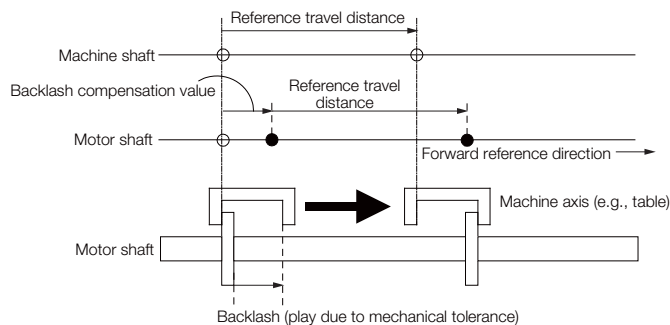 Reference travel distance
Machine shaft
Backlash compensation value
Reference travel
distance
Motor shaft
Forward reference direction
Machine axis (e.g., table)
Motor shaft
Backlash (play due to mechanical tolerance)